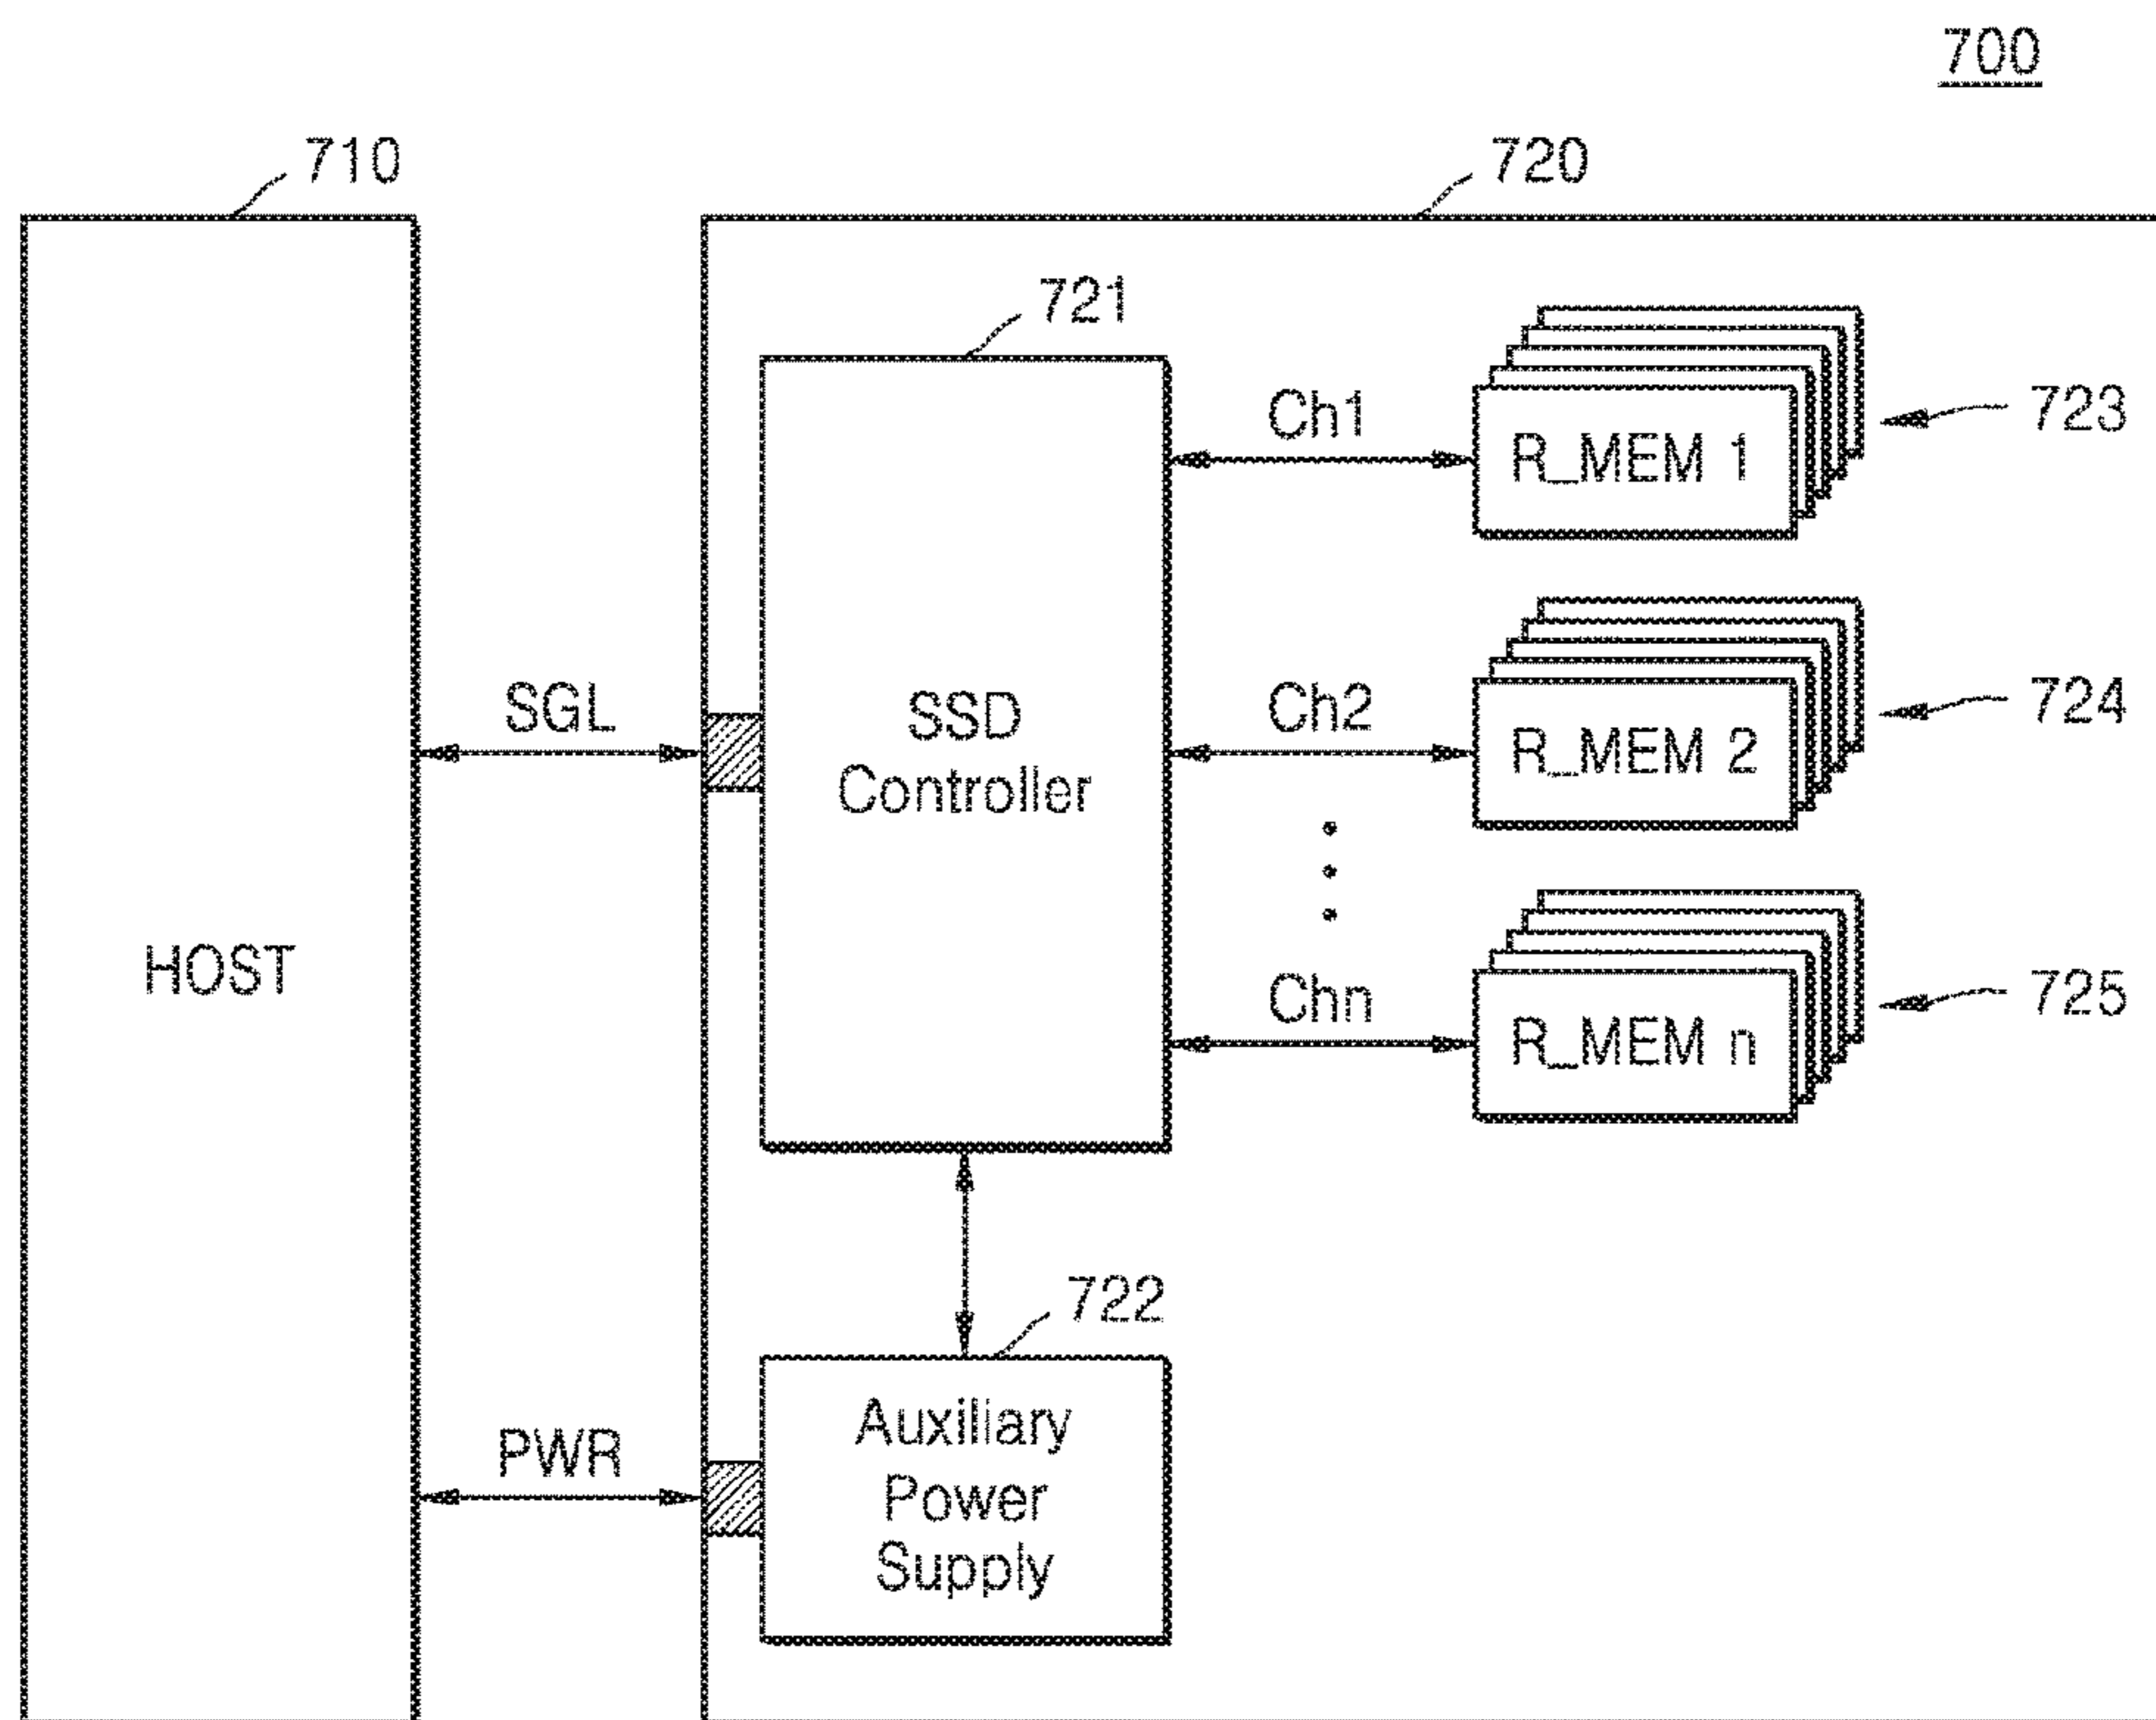 700
710
720
721
Ch1
R_MEM 1
723
SGL
SSD
Controller
Ch2
R_MEM 2
724
HOST
Chn
R_MEM n
725
722
PWR
Auxiliary
Power
Supply